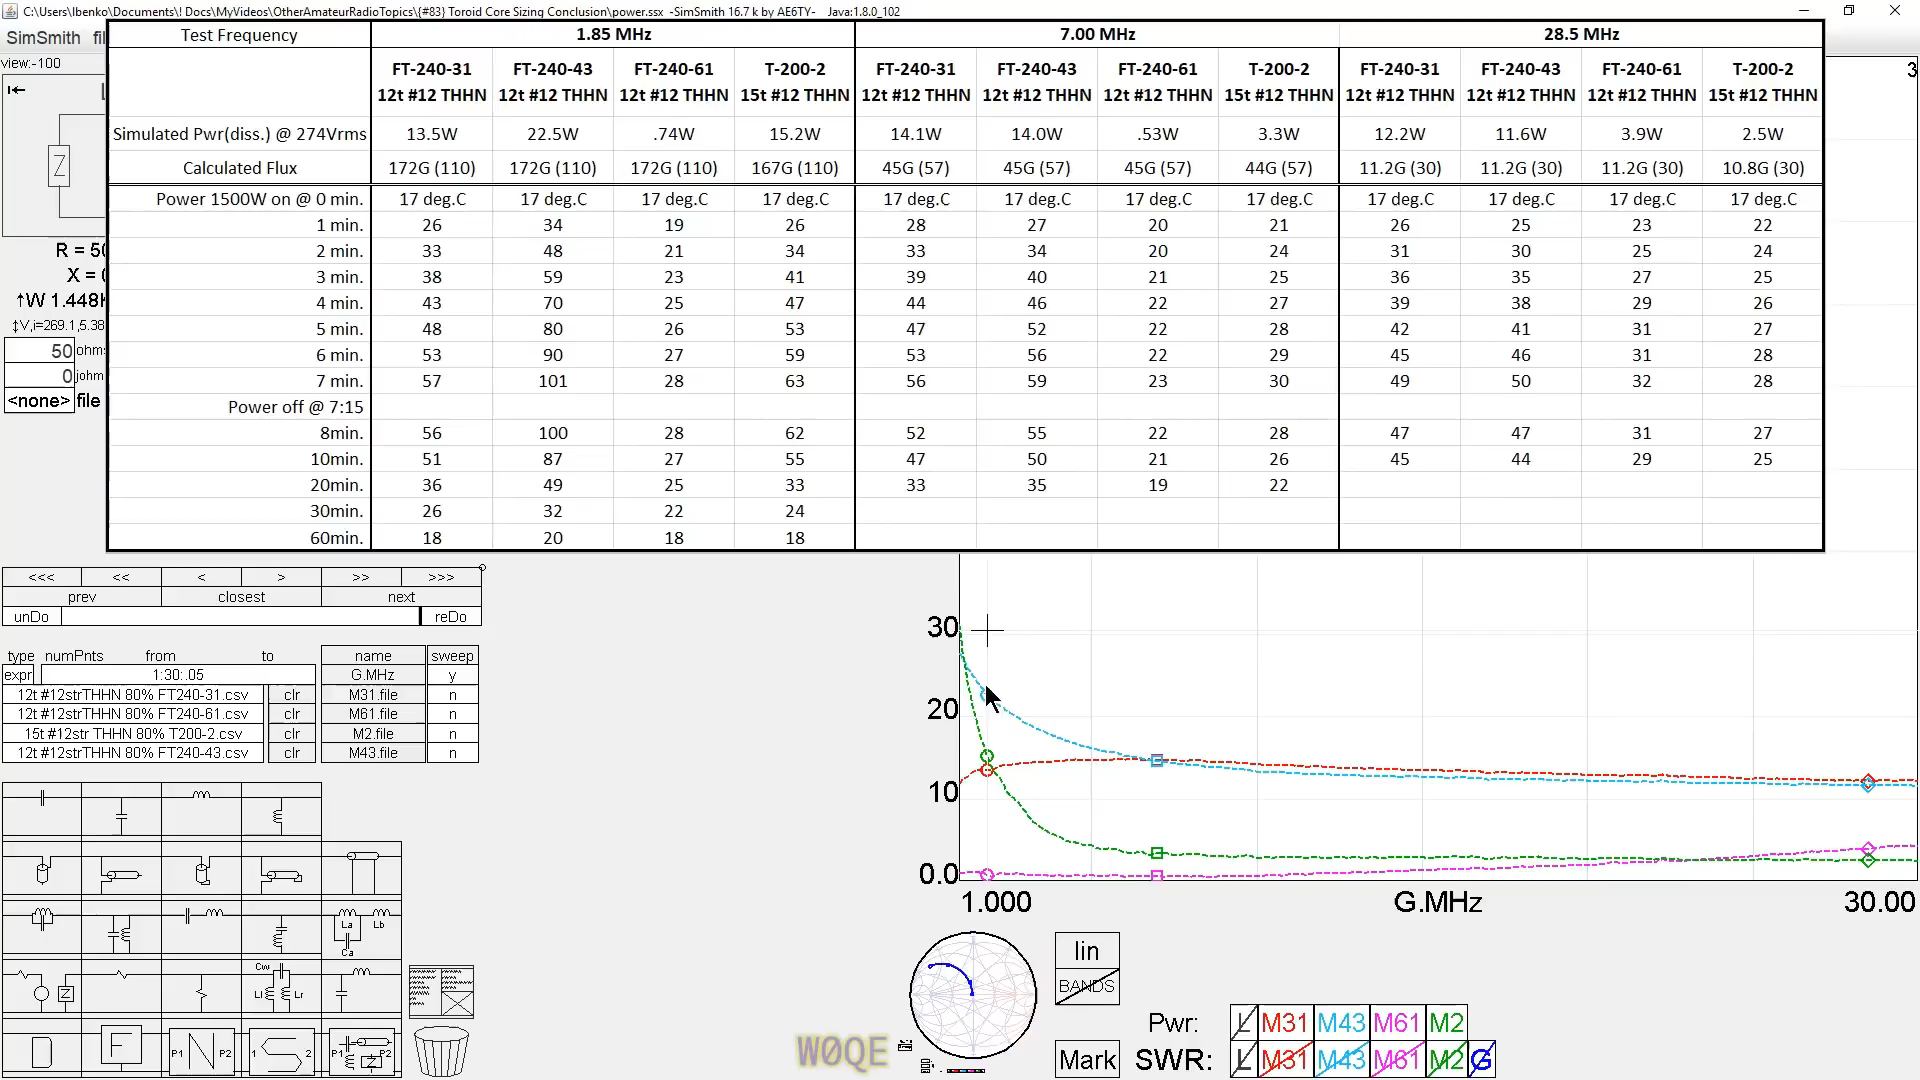 C:\Users\lbenko\Documents\! Docs\MyVideos\OtherAmateurRadioTopics\{#83} Toroid Core Sizing Conclusion\power.ssx -SimSmith 16.7 k by AE6TY- Java:1.8.0_102
SimSmith fil
view:-100
Test Frequency 1.85 MHz 7.00 MHz 28.5 MHz
FT-240-31 FT-240-43 FT-240-61 T-200-2 FT-240-31 FT-240-43 FT-240-61 T-200-2 FT-240-31 FT-240-43 FT-240-61 T-200-2
12t #12 THHN 12t #12 THHN 12t #12 THHN 15t #12 THHN 12t #12 THHN 12t #12 THHN 12t #12 THHN 15t #12 THHN 12t #12 THHN 12t #12 THHN 12t #12 THHN 15t #12 THHN
Simulated Pwr(diss.) @ 274Vrms 13.5W 22.5W .74W 15.2W 14.1W 14.0W .53W 3.3W 12.2W 11.6W 3.9W 2.5W
Calculated Flux 172G (110) 172G (110) 172G (110) 167G (110) 45G (57) 45G (57) 45G (57) 44G (57) 11.2G (30) 11.2G (30) 11.2G (30) 10.8G (30)
Power 1500W on @ 0 min. 17 deg.C 17 deg.C 17 deg.C 17 deg.C 17 deg.C 17 deg.C 17 deg.C 17 deg.C 17 deg.C 17 deg.C 17 deg.C 17 deg.C
1 min. 26 34 19 26 28 27 20 21 26 25 23 22
2 min. 33 48 21 34 33 34 20 24 31 30 25 24
3 min. 38 59 23 41 39 40 21 25 36 35 27 25
4 min. 43 70 25 47 44 46 22 27 39 38 29 26
5 min. 48 80 26 53 47 52 22 28 42 41 31 27
6 min. 53 90 27 59 53 56 22 29 45 46 31 28
7 min. 57 101 28 63 56 59 23 30 49 50 32 28
Power off @ 7:15
8min. 56 100 28 62 52 55 22 28 47 47 31 27
10min. 51 87 27 55 47 50 21 26 45 44 29 25
20min. 36 49 25 33 33 35 19 22
30min. 26 32 22 24
60min. 18 20 18 18
3
Z
R = 50
X = 0
↑W 1.448K
↕V,i=269.1,5.38
50 ohms
0 johm
<none> file
<<< << < > >> >>>
prev closest next
unDo reDo
type numPnts from to name sweep
expr 1:30:.05 G.MHz y
12t #12strTHHN 80% FT240-31.csv clr M31.file n
12t #12strTHHN 80% FT240-61.csv clr M61.file n
15t #12str THHN 80% T200-2.csv clr M2.file n
12t #12strTHHN 80% FT240-43.csv clr M43.file n
La Lb
Ca
Z Cw
Ll Lr
D F P1 N P2 1 S 2 P1 P2 Z
30
20
10
0.0
1.000 G.MHz 30.00
lin
BANDS
W0QE
Mark
Pwr: L M31 M43 M61 M2
SWR: L M31 M43 M61 M2 G